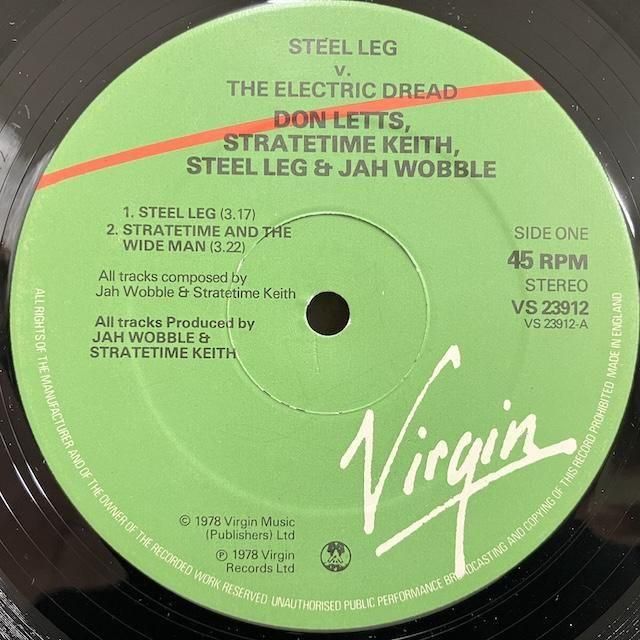 STEEL LEG
v.
THE ELECTRIC DREAD
DON LETTS,
STRATETIME KEITH,
STEEL LEG & JAH WOBBLE
1. STEEL LEG (3.17)
2. STRATETIME AND THE
WIDE MAN (3.22)
All tracks composed by
Jah Wobble & Stratetime Keith
All tracks Produced by
JAH WOBBLE &
STRATETIME KEITH
SIDE ONE
45 RPM
STEREO
VS 23912
VS 23912-A
Virgin
© 1978 Virgin Music
(Publishers) Ltd
℗ 1978 Virgin
Records Ltd
ALL RIGHTS OF THE MANUFACTURER AND OF THE OWNER OF THE RECORDED WORK RESERVED UNAUTHORISED PUBLIC PERFORMANCE BROADCASTING AND COPYING OF THIS RECORD PROHIBITED MADE IN ENGLAND